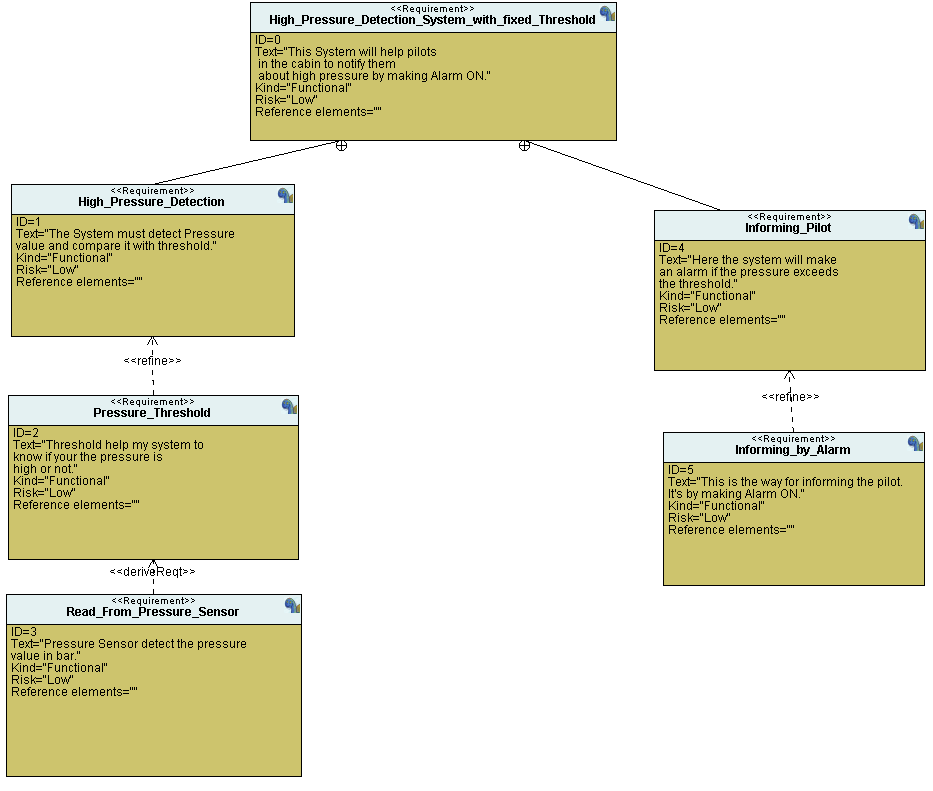 <<Requirement>>
High_Pressure_Detection_System_with_fixed_Threshold
ID=0
Text="This System will help pilots
in the cabin to notify them
about high pressure by making Alarm ON."
Kind="Functional"
Risk="Low"
Reference elements=""
<<Requirement>>
High_Pressure_Detection
ID=1
Text="The System must detect Pressure
value and compare it with threshold."
Kind="Functional"
Risk="Low"
Reference elements=""
<<Requirement>>
Informing_Pilot
ID=4
Text="Here the system will make
an alarm if the pressure exceeds
the threshold."
Kind="Functional"
Risk="Low"
Reference elements=""
<<refine>>
<<refine>>
<<Requirement>>
Pressure_Threshold
ID=2
Text="Threshold help my system to
know if your the pressure is
high or not."
Kind="Functional"
Risk="Low"
Reference elements=""
<<Requirement>>
Informing_by_Alarm
ID=5
Text="This is the way for informing the pilot.
It's by making Alarm ON."
Kind="Functional"
Risk="Low"
Reference elements=""
<<deriveReqt>>
<<Requirement>>
Read_From_Pressure_Sensor
ID=3
Text="Pressure Sensor detect the pressure
value in bar."
Kind="Functional"
Risk="Low"
Reference elements=""